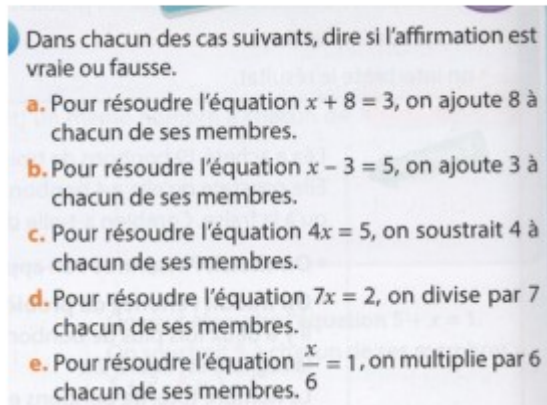 Dans chacun des cas suivants, dire si l'affirmation est
vraie ou fausse.
a. Pour résoudre l'équation x + 8 = 3, on ajoute 8 à
chacun de ses membres.
b. Pour résoudre l'équation x – 3 = 5, on ajoute 3 à
chacun de ses membres.
c. Pour résoudre l'équation 4x = 5, on soustrait 4 à
chacun de ses membres.
d. Pour résoudre l'équation 7x = 2, on divise par 7
chacun de ses membres.
e. Pour résoudre l'équation x/6 = 1, on multiplie par 6
chacun de ses membres.